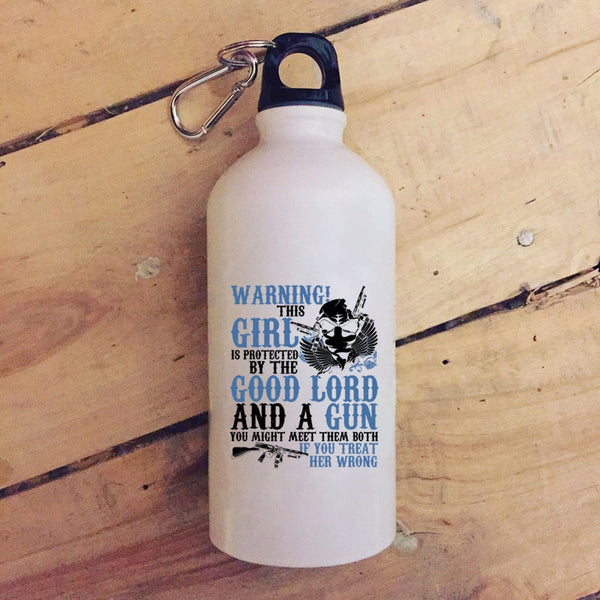 WARNING!
THIS
GIRL
IS PROTECTED
BY THE
GOOD LORD
AND A GUN
YOU MIGHT MEET THEM BOTH
IF YOU TREAT
HER WRONG